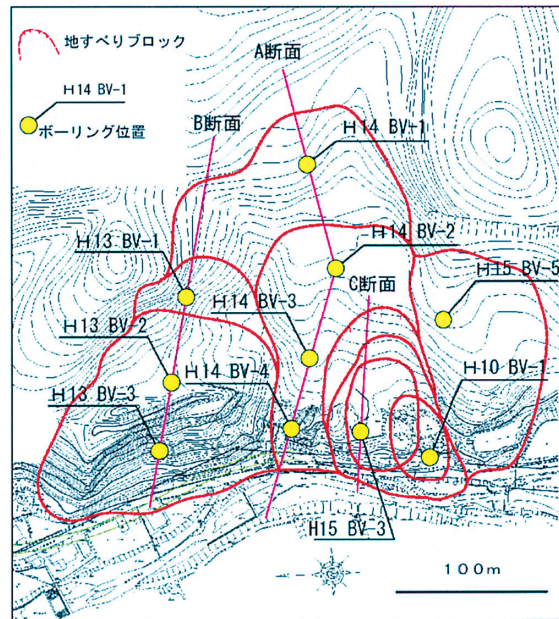 地すべりブロック
H14 BV-1
ボーリング位置
A断面
B断面
H14 BV-1
H13 BV-1
H14 BV-2
C断面
H15 BV-5
H14 BV-3
H13 BV-2
H14 BV-4
H10 BV-1
H13 BV-3
H15 BV-3
100m